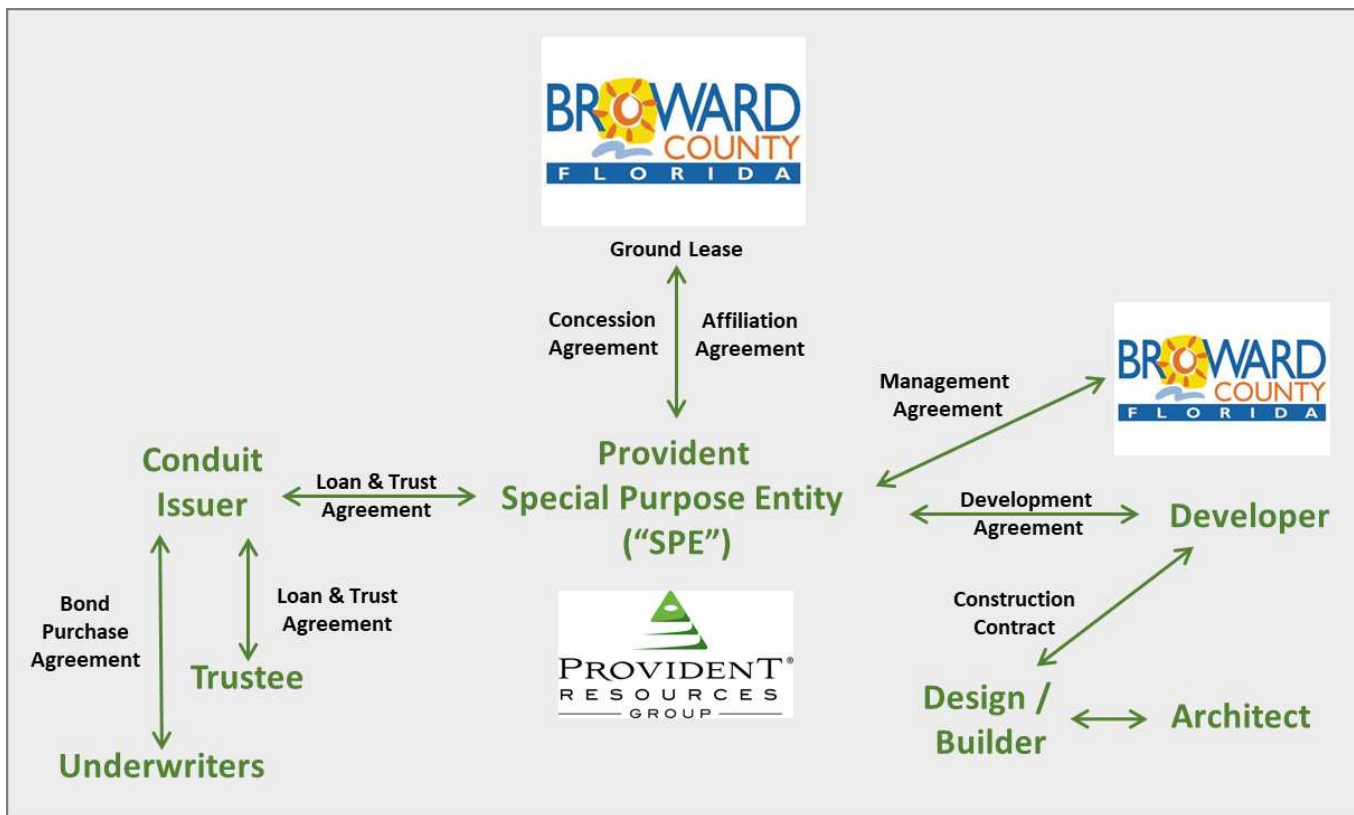 BROWARD
COUNTY
FLORIDA
Ground Lease
Concession
Agreement
Affiliation
Agreement
Management
Agreement
BROWARD
COUNTY
FLORIDA
Conduit
Issuer
Loan & Trust
Agreement
Provident
Special Purpose Entity
(“SPE”)
Development
Agreement
Developer
Bond
Purchase
Agreement
Loan & Trust
Agreement
Trustee
Underwriters
PROVIDENT®
RESOURCES
GROUP
Construction
Contract
Design /
Builder
Architect